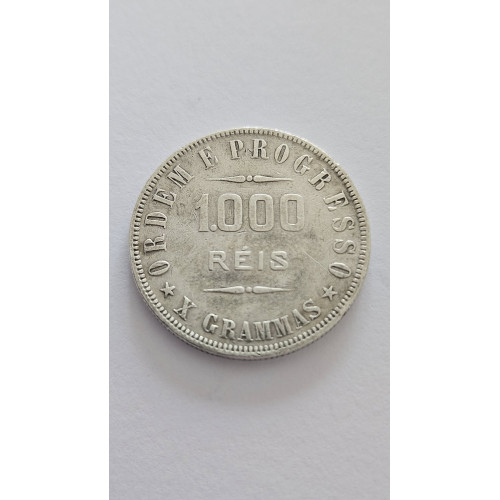 ORDEM E PROGRESSO
1.000
RÉIS
★ X GRAMMAS ★